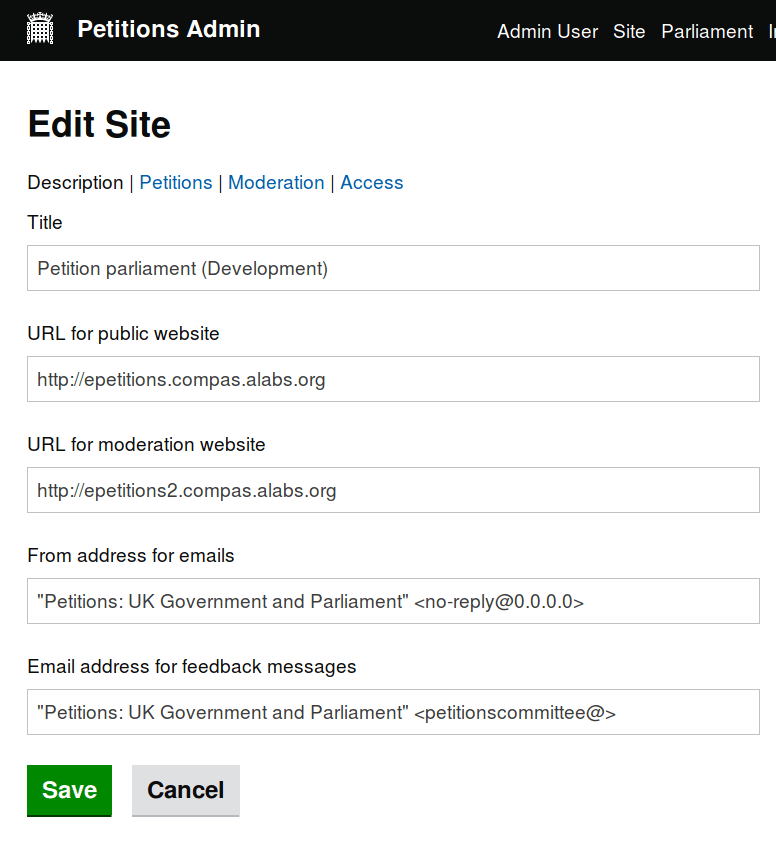 Petitions Admin Admin User Site Parliament
Edit Site
Description | Petitions | Moderation | Access
Title
Petition parliament (Development)
URL for public website
http://epetitions.compas.alabs.org
URL for moderation website
http://epetitions2.compas.alabs.org
From address for emails
"Petitions: UK Government and Parliament" <no-reply@0.0.0.0>
Email address for feedback messages
"Petitions: UK Government and Parliament" <petitionscommittee@>
Save Cancel